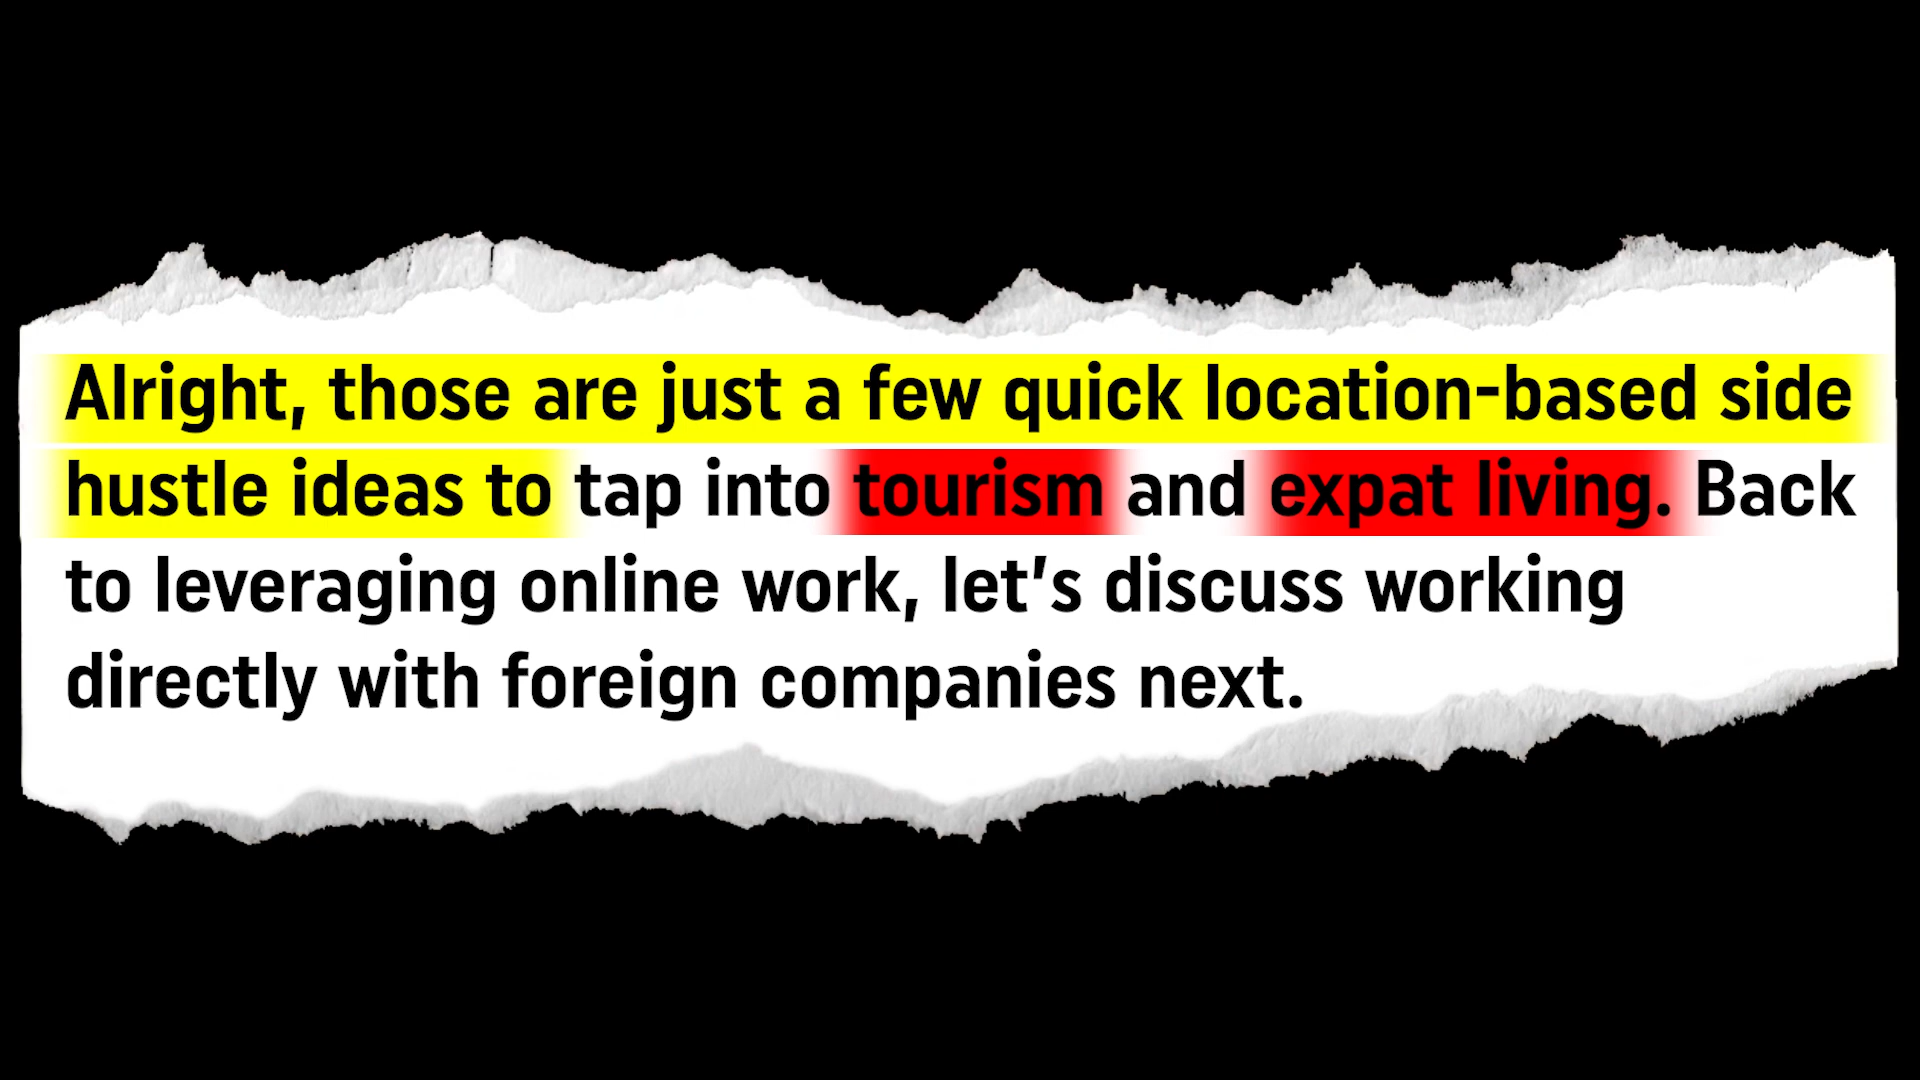 Alright, those are just a few quick location-based side
hustle ideas to tap into tourism and expat living. Back
to leveraging online work, let's discuss working
directly with foreign companies next.